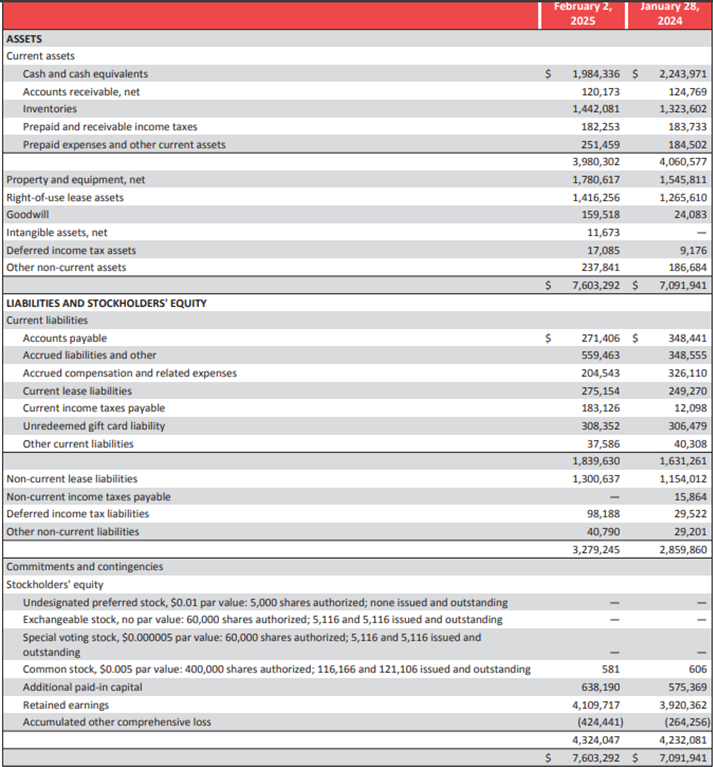 February 2, 2025 January 28, 2024
ASSETS
Current assets
Cash and cash equivalents $ 1,984,336 $ 2,243,971
Accounts receivable, net 120,173 124,769
Inventories 1,442,081 1,323,602
Prepaid and receivable income taxes 182,253 183,733
Prepaid expenses and other current assets 251,459 184,502
3,980,302 4,060,577
Property and equipment, net 1,780,617 1,545,811
Right-of-use lease assets 1,416,256 1,265,610
Goodwill 159,518 24,083
Intangible assets, net 11,673 —
Deferred income tax assets 17,085 9,176
Other non-current assets 237,841 186,684
$ 7,603,292 $ 7,091,941
LIABILITIES AND STOCKHOLDERS' EQUITY
Current liabilities
Accounts payable $ 271,406 $ 348,441
Accrued liabilities and other 559,463 348,555
Accrued compensation and related expenses 204,543 326,110
Current lease liabilities 275,154 249,270
Current income taxes payable 183,126 12,098
Unredeemed gift card liability 308,352 306,479
Other current liabilities 37,586 40,308
1,839,630 1,631,261
Non-current lease liabilities 1,300,637 1,154,012
Non-current income taxes payable — 15,864
Deferred income tax liabilities 98,188 29,522
Other non-current liabilities 40,790 29,201
3,279,245 2,859,860
Commitments and contingencies
Stockholders' equity
Undesignated preferred stock, $0.01 par value: 5,000 shares authorized; none issued and outstanding — —
Exchangeable stock, no par value: 60,000 shares authorized; 5,116 and 5,116 issued and outstanding — —
Special voting stock, $0.000005 par value: 60,000 shares authorized; 5,116 and 5,116 issued and
outstanding — —
Common stock, $0.005 par value: 400,000 shares authorized; 116,166 and 121,106 issued and outstanding 581 606
Additional paid-in capital 638,190 575,369
Retained earnings 4,109,717 3,920,362
Accumulated other comprehensive loss (424,441) (264,256)
4,324,047 4,232,081
$ 7,603,292 $ 7,091,941